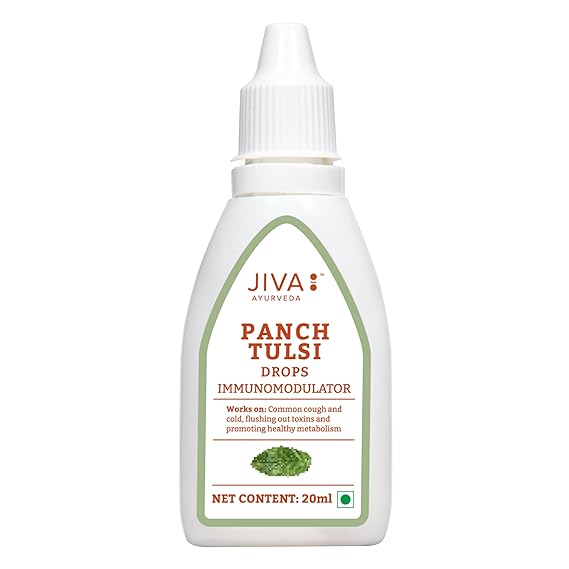 JIVA ™
AYURVEDA
PANCH
TULSI
DROPS
IMMUNOMODULATOR
Works on: Common cough and
cold, flushing out toxins and
promoting healthy metabolism
NET CONTENT: 20ml